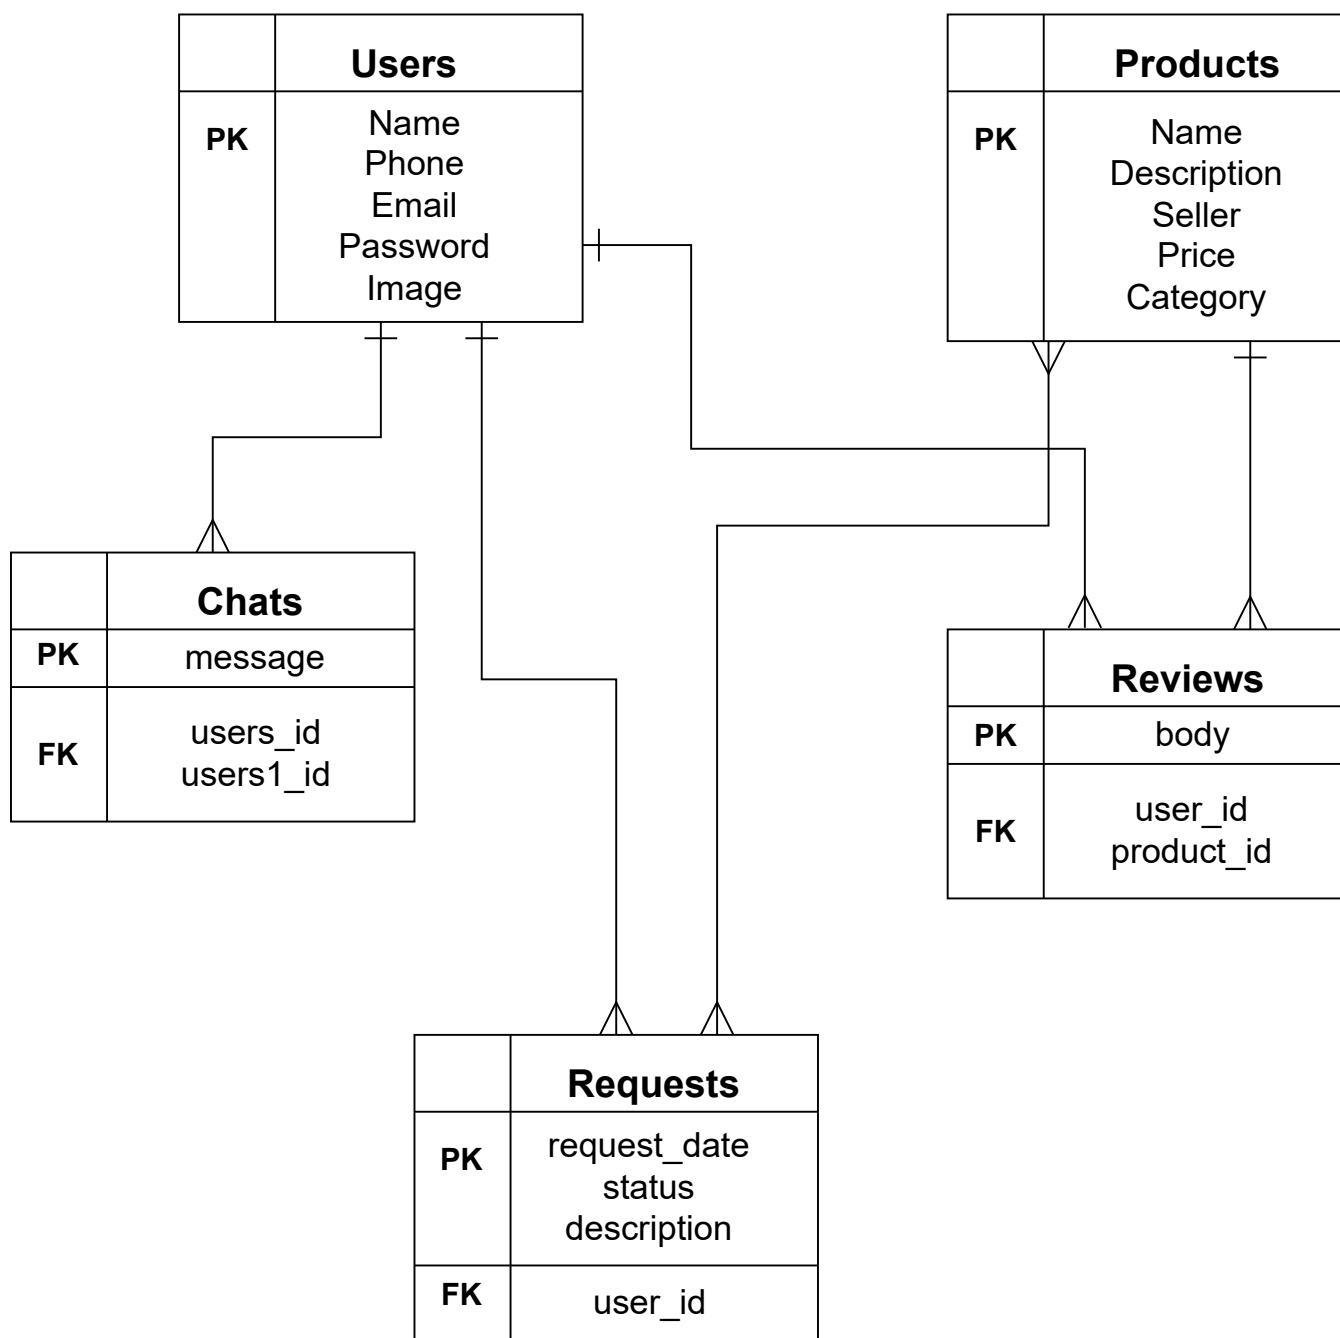 Users
PK
Name
Phone
Email
Password
Image
Products
PK
Name
Description
Seller
Price
Category
Chats
PK
message
FK
users_id
users1_id
Reviews
PK
body
FK
user_id
product_id
Requests
PK
request_date
status
description
FK
user_id